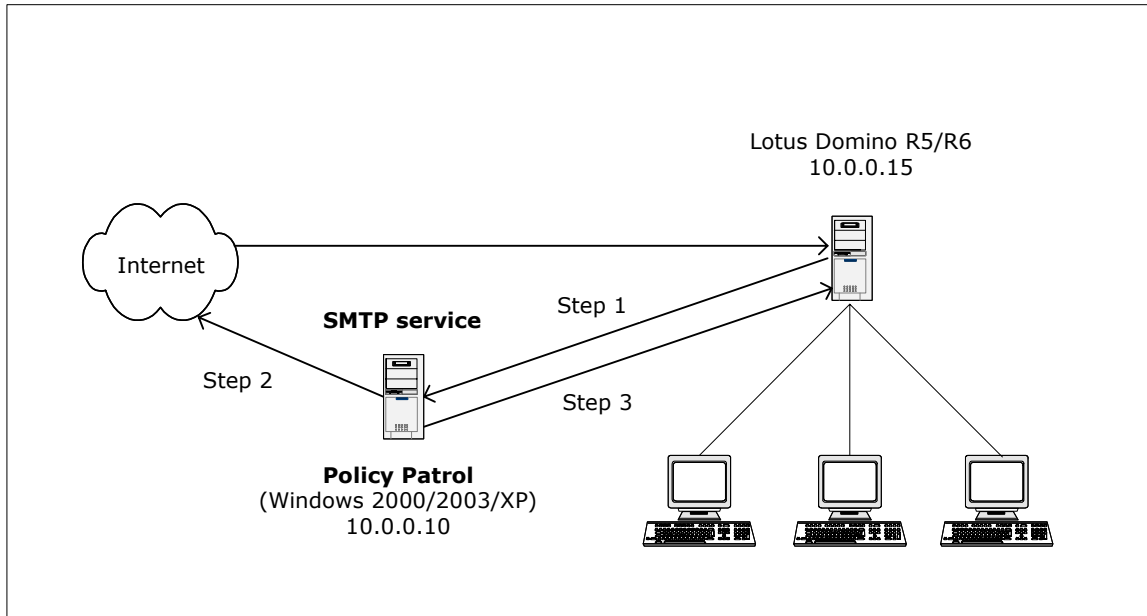 Lotus Domino R5/R6
10.0.0.15
Internet
Step 1
SMTP service
Step 2
Step 3
Policy Patrol
(Windows 2000/2003/XP)
10.0.0.10